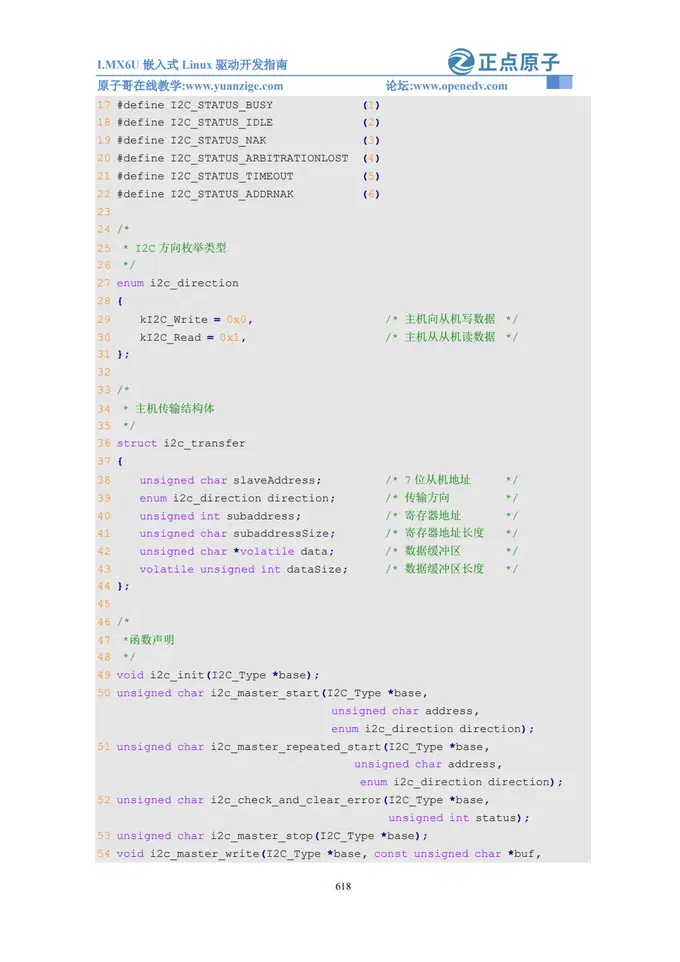 I.MX6U 嵌入式 Linux 驱动开发指南
正点原子
原子哥在线教学:www.yuanzige.com 论坛:www.openedv.com
17 #define I2C_STATUS_BUSY (1)
18 #define I2C_STATUS_IDLE (2)
19 #define I2C_STATUS_NAK (3)
20 #define I2C_STATUS_ARBITRATIONLOST (4)
21 #define I2C_STATUS_TIMEOUT (5)
22 #define I2C_STATUS_ADDRNAK (6)
23
24 /*
25  * I2C 方向枚举类型
26  */
27 enum i2c_direction
28 {
29    kI2C_Write = 0x0, /* 主机向从机写数据 */
30    kI2C_Read = 0x1, /* 主机从从机读数据 */
31 };
32
33 /*
34  * 主机传输结构体
35  */
36 struct i2c_transfer
37 {
38    unsigned char slaveAddress; /* 7 位从机地址 */
39    enum i2c_direction direction; /* 传输方向 */
40    unsigned int subaddress; /* 寄存器地址 */
41    unsigned char subaddressSize; /* 寄存器地址长度 */
42    unsigned char *volatile data; /* 数据缓冲区 */
43    volatile unsigned int dataSize; /* 数据缓冲区长度 */
44 };
45
46 /*
47  *函数声明
48  */
49 void i2c_init(I2C_Type *base);
50 unsigned char i2c_master_start(I2C_Type *base,
unsigned char address,
enum i2c_direction direction);
51 unsigned char i2c_master_repeated_start(I2C_Type *base,
unsigned char address,
enum i2c_direction direction);
52 unsigned char i2c_check_and_clear_error(I2C_Type *base,
unsigned int status);
53 unsigned char i2c_master_stop(I2C_Type *base);
54 void i2c_master_write(I2C_Type *base, const unsigned char *buf,
618